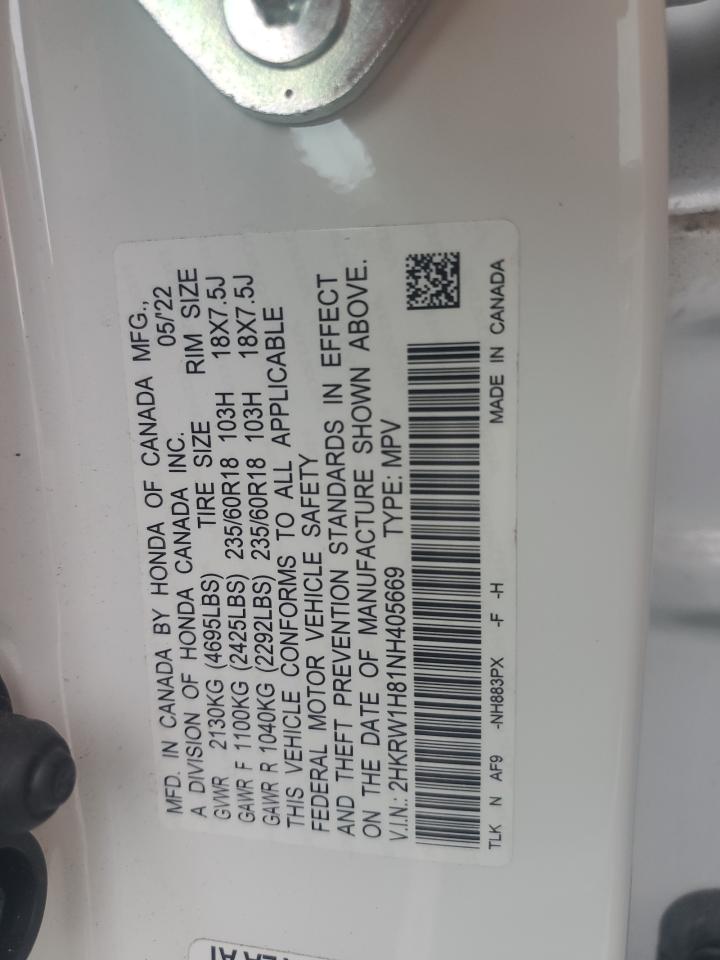 MFD. IN CANADA BY HONDA OF CANADA MFG.,
A DIVISION OF HONDA CANADA INC. 05/'22
GVWR 2130KG (4695LBS) TIRE SIZE RIM SIZE
GAWR F 1100KG (2425LBS) 235/60R18 103H 18X7.5J
GAWR R 1040KG (2292LBS) 235/60R18 103H 18X7.5J
THIS VEHICLE CONFORMS TO ALL APPLICABLE
FEDERAL MOTOR VEHICLE SAFETY
AND THEFT PREVENTION STANDARDS IN EFFECT
ON THE DATE OF MANUFACTURE SHOWN ABOVE.
V.I.N.: 2HKRW1H81NH405669 TYPE: MPV
TLK N AF9 -NH883PX -F -H MADE IN CANADA